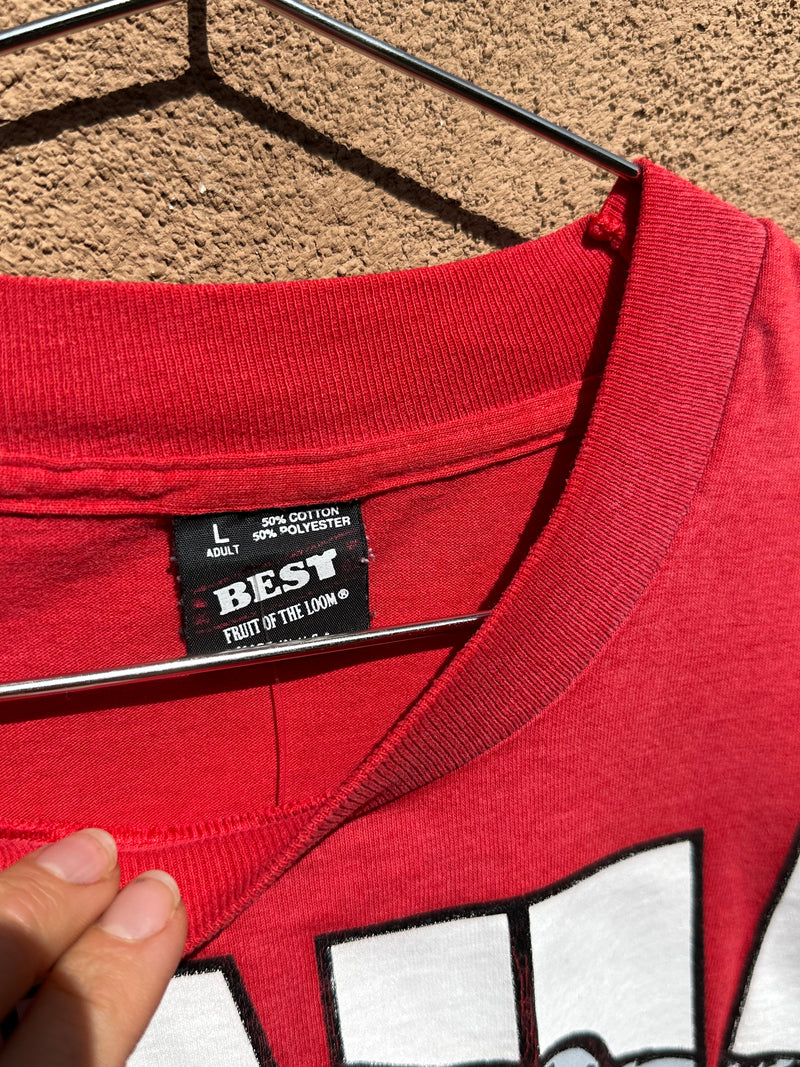 L
ADULT
50% COTTON
50% POLYESTER
BEST
FRUIT OF THE LOOM®